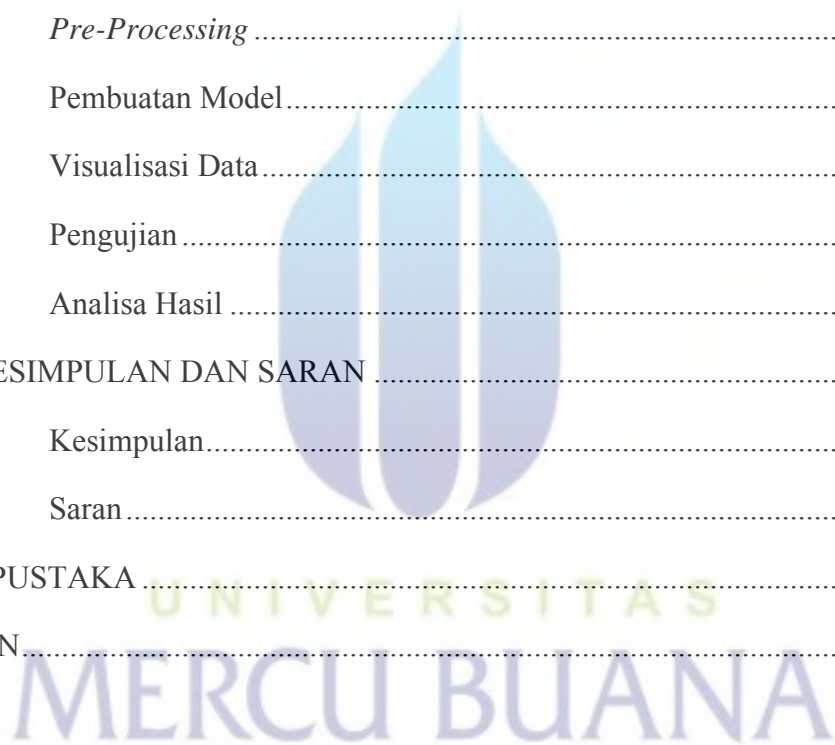 Pre-Processing ........................................................................
Pembuatan Model ........................................................................
Visualisasi Data ........................................................................
Pengujian ........................................................................
Analisa Hasil ........................................................................
ESIMPULAN DAN SARAN ........................................................................
Kesimpulan ........................................................................
Saran ........................................................................
PUSTAKA ........................................................................
UNIVERSITAS
N ........................................................................
MERCU BUANA